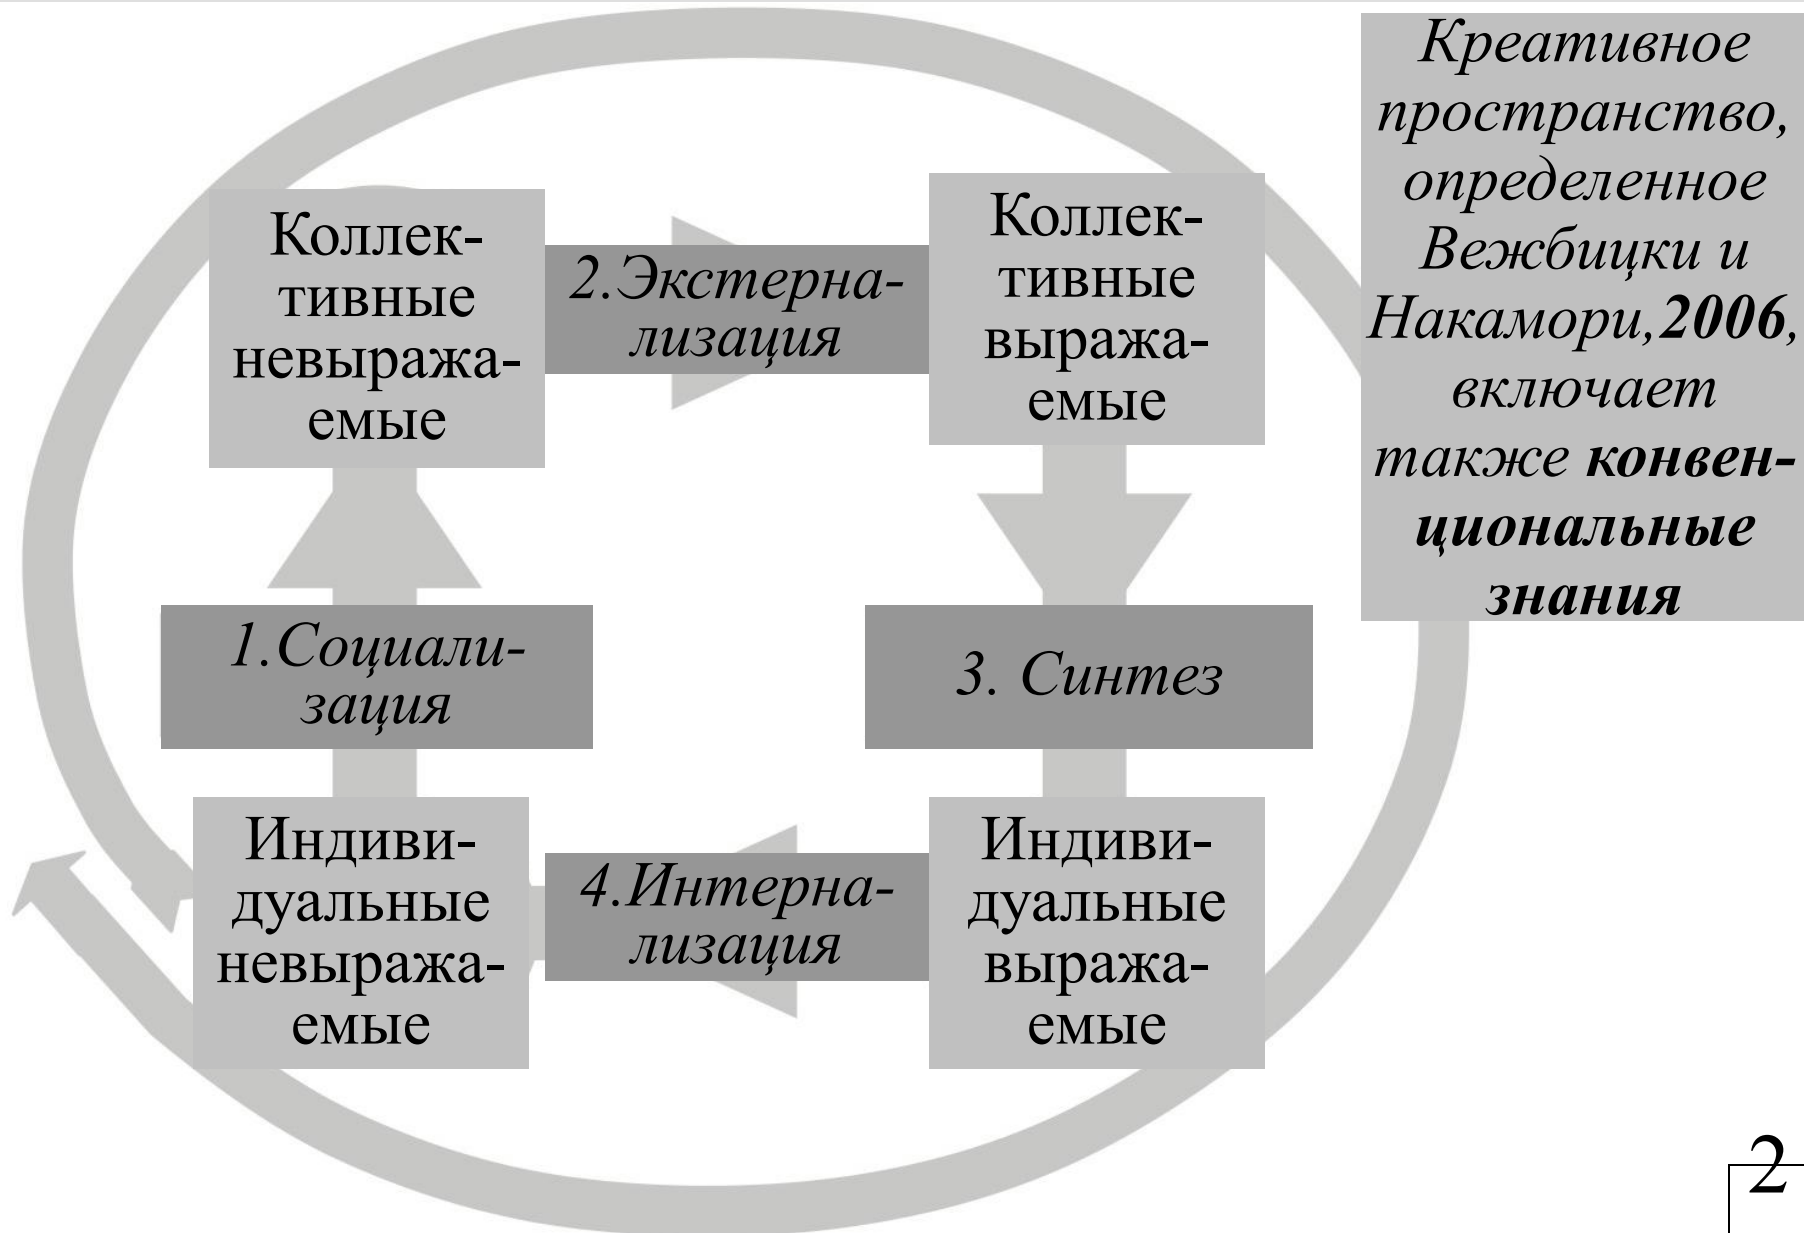 Коллек-
тивные
невыража-
емые
2.Экстерна-
лизация
Коллек-
тивные
выража-
емые
Креативное
пространство,
определенное
Вежбицки и
Накамори,2006,
включает
также конвен-
циональные
знания
1.Социали-
зация
3. Синтез
Индиви-
дуальные
невыража-
емые
4.Интерна-
лизация
Индиви-
дуальные
выража-
емые
2